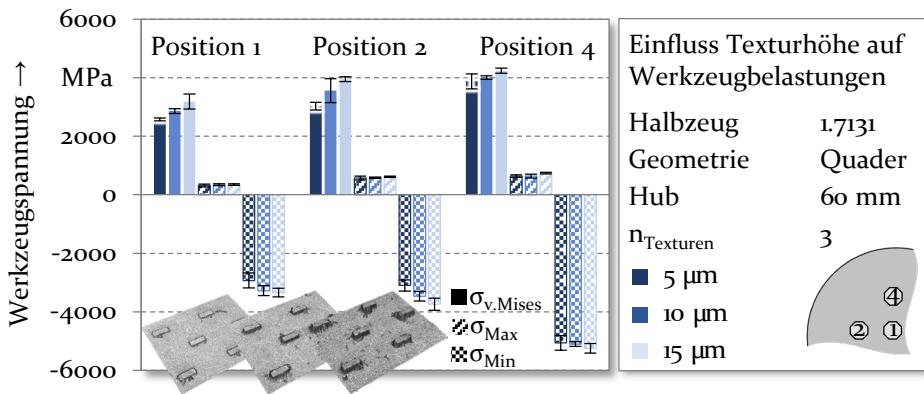 Werkzeugspannung →
6000
MPa
2000
0
-2000
-4000
-6000
Position 1
Position 2
Position 4
σv.Mises
σMax
σMin
Einfluss Texturhöhe auf
Werkzeugbelastungen
Halbzeug 1.7131
Geometrie Quader
Hub 60 mm
nTexturen 3
5 µm
10 µm
15 µm
4
2 1